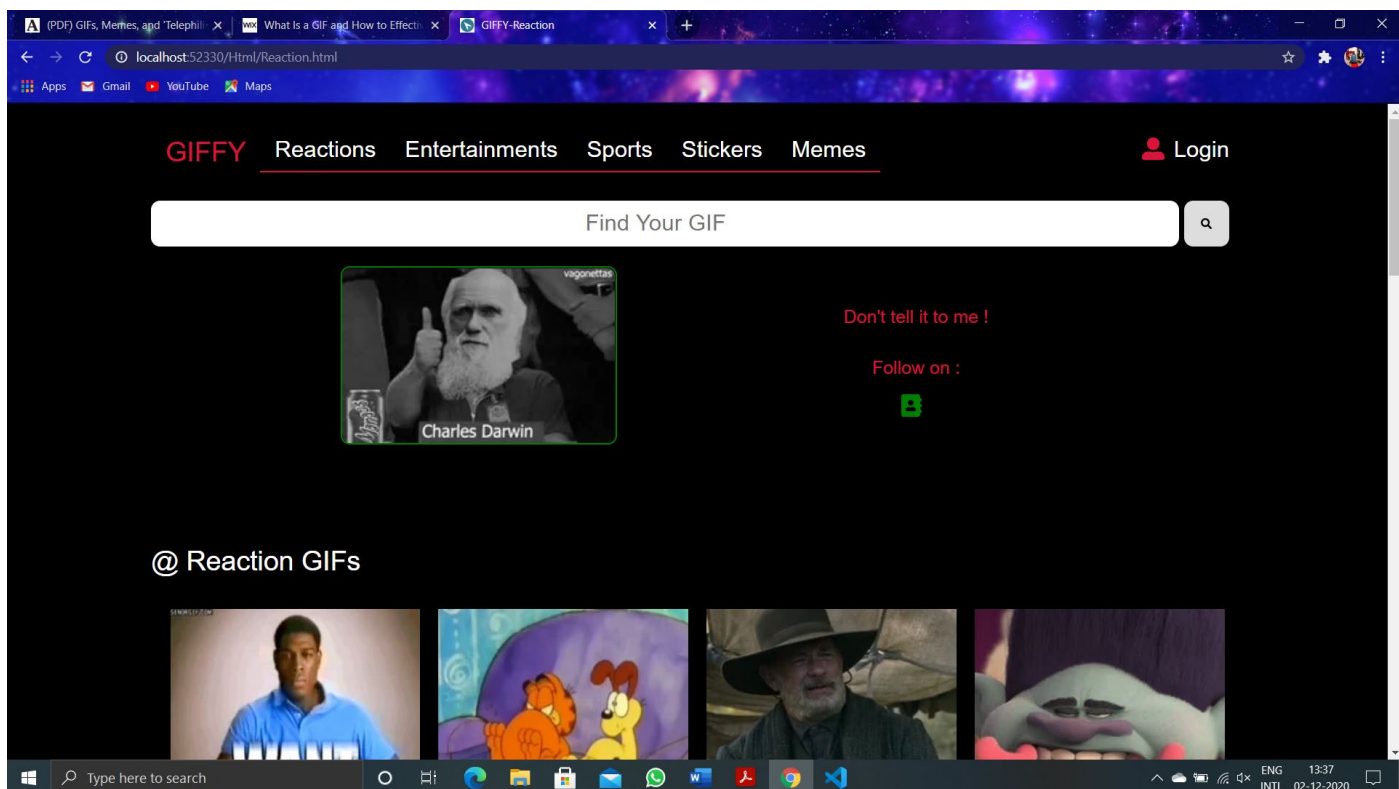 (PDF) GIFs, Memes, and 'Telephili
What Is a GIF and How to Effecti
GIFFY-Reaction
localhost:52330/Html/Reaction.html
Apps Gmail YouTube Maps
GIFFY Reactions Entertainments Sports Stickers Memes Login
Find Your GIF
vagonettas
Charles Darwin
Don't tell it to me !
Follow on :
@ Reaction GIFs
WANT
Type here to search
ENG 13:37
INTL 02-12-2020